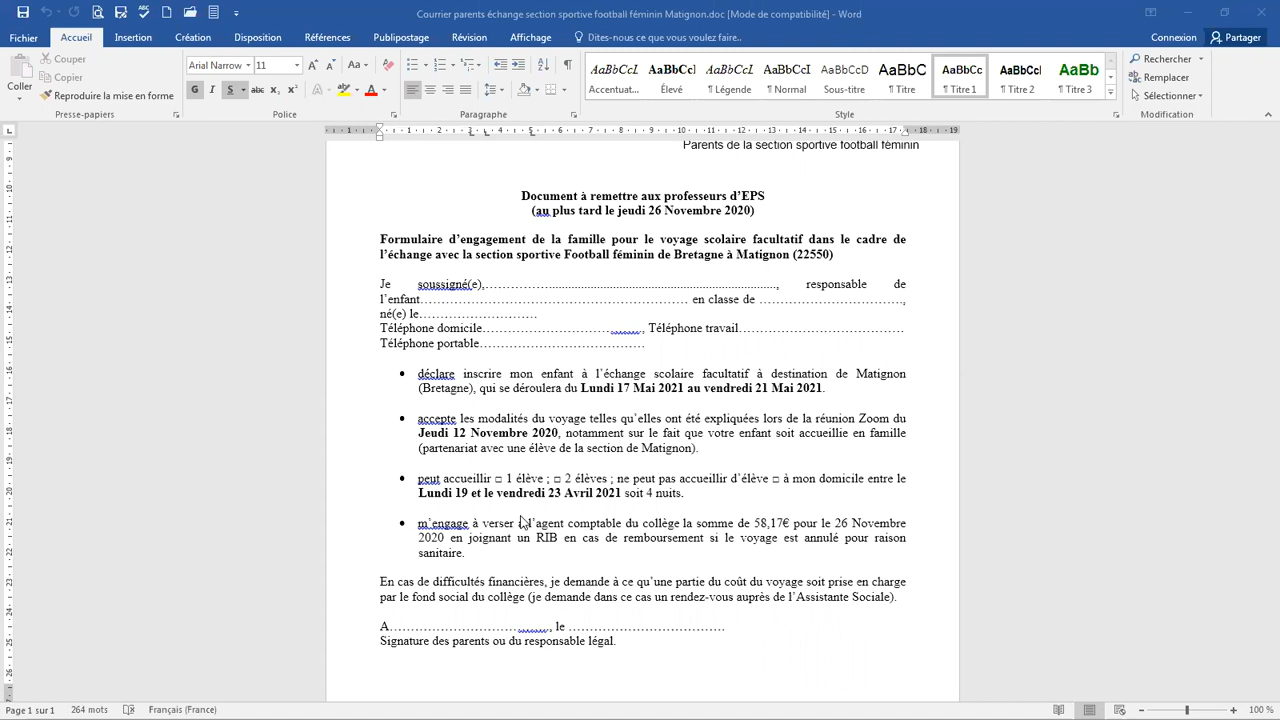 Courrier parents échange section sportive football féminin Matignon.doc [Mode de compatibilité] - Word
Fichier Accueil Insertion Création Disposition Références Publipostage Révision Affichage Dites-nous ce que vous voulez faire.. Connexion Partager
Coller
Couper
Copier
Reproduire la mise en forme
Presse-papiers
Arial Narrow 11
G I S abc x₂ x²
Police
Paragraphe
AaBbCcL AaBbCcI AaBbCcL AaBbCcI AaBbCcD AaBbC AaBbCc AaBbCcl AaBb
Accentuat... Élevé ¶ Légende ¶ Normal Sous-titre ¶ Titre ¶ Titre 1 ¶ Titre 2 ¶ Titre 3
Style
Rechercher
Remplacer
Sélectionner
Modification
Parents de la section sportive football féminin
Document à remettre aux professeurs d’EPS
(au plus tard le jeudi 26 Novembre 2020)
Formulaire d’engagement de la famille pour le voyage scolaire facultatif dans le cadre de
l’échange avec la section sportive Football féminin de Bretagne à Matignon (22550)
Je soussigné(e),……………........................................................................, responsable de
l’enfant………………………………………………………… en classe de ……………………………,
né(e) le………………………
Téléphone domicile…………………………………, Téléphone travail…………………………………
Téléphone portable…………………………………
• déclare inscrire mon enfant à l’échange scolaire facultatif à destination de Matignon
(Bretagne), qui se déroulera du Lundi 17 Mai 2021 au vendredi 21 Mai 2021.
• accepte les modalités du voyage telles qu’elles ont été expliquées lors de la réunion Zoom du
Jeudi 12 Novembre 2020, notamment sur le fait que votre enfant soit accueillie en famille
(partenariat avec une élève de la section de Matignon).
• peut accueillir □ 1 élève ; □ 2 élèves ; ne peut pas accueillir d’élève □ à mon domicile entre le
Lundi 19 et le vendredi 23 Avril 2021 soit 4 nuits.
• m’engage à verser à l’agent comptable du collège la somme de 58,17€ pour le 26 Novembre
2020 en joignant un RIB en cas de remboursement si le voyage est annulé pour raison
sanitaire.
En cas de difficultés financières, je demande à ce qu’une partie du coût du voyage soit prise en charge
par le fond social du collège (je demande dans ce cas un rendez-vous auprès de l’Assistante Sociale).
A…………………………………, le …………………………………
Signature des parents ou du responsable légal.
Page 1 sur 1 264 mots Français (France) 100 %